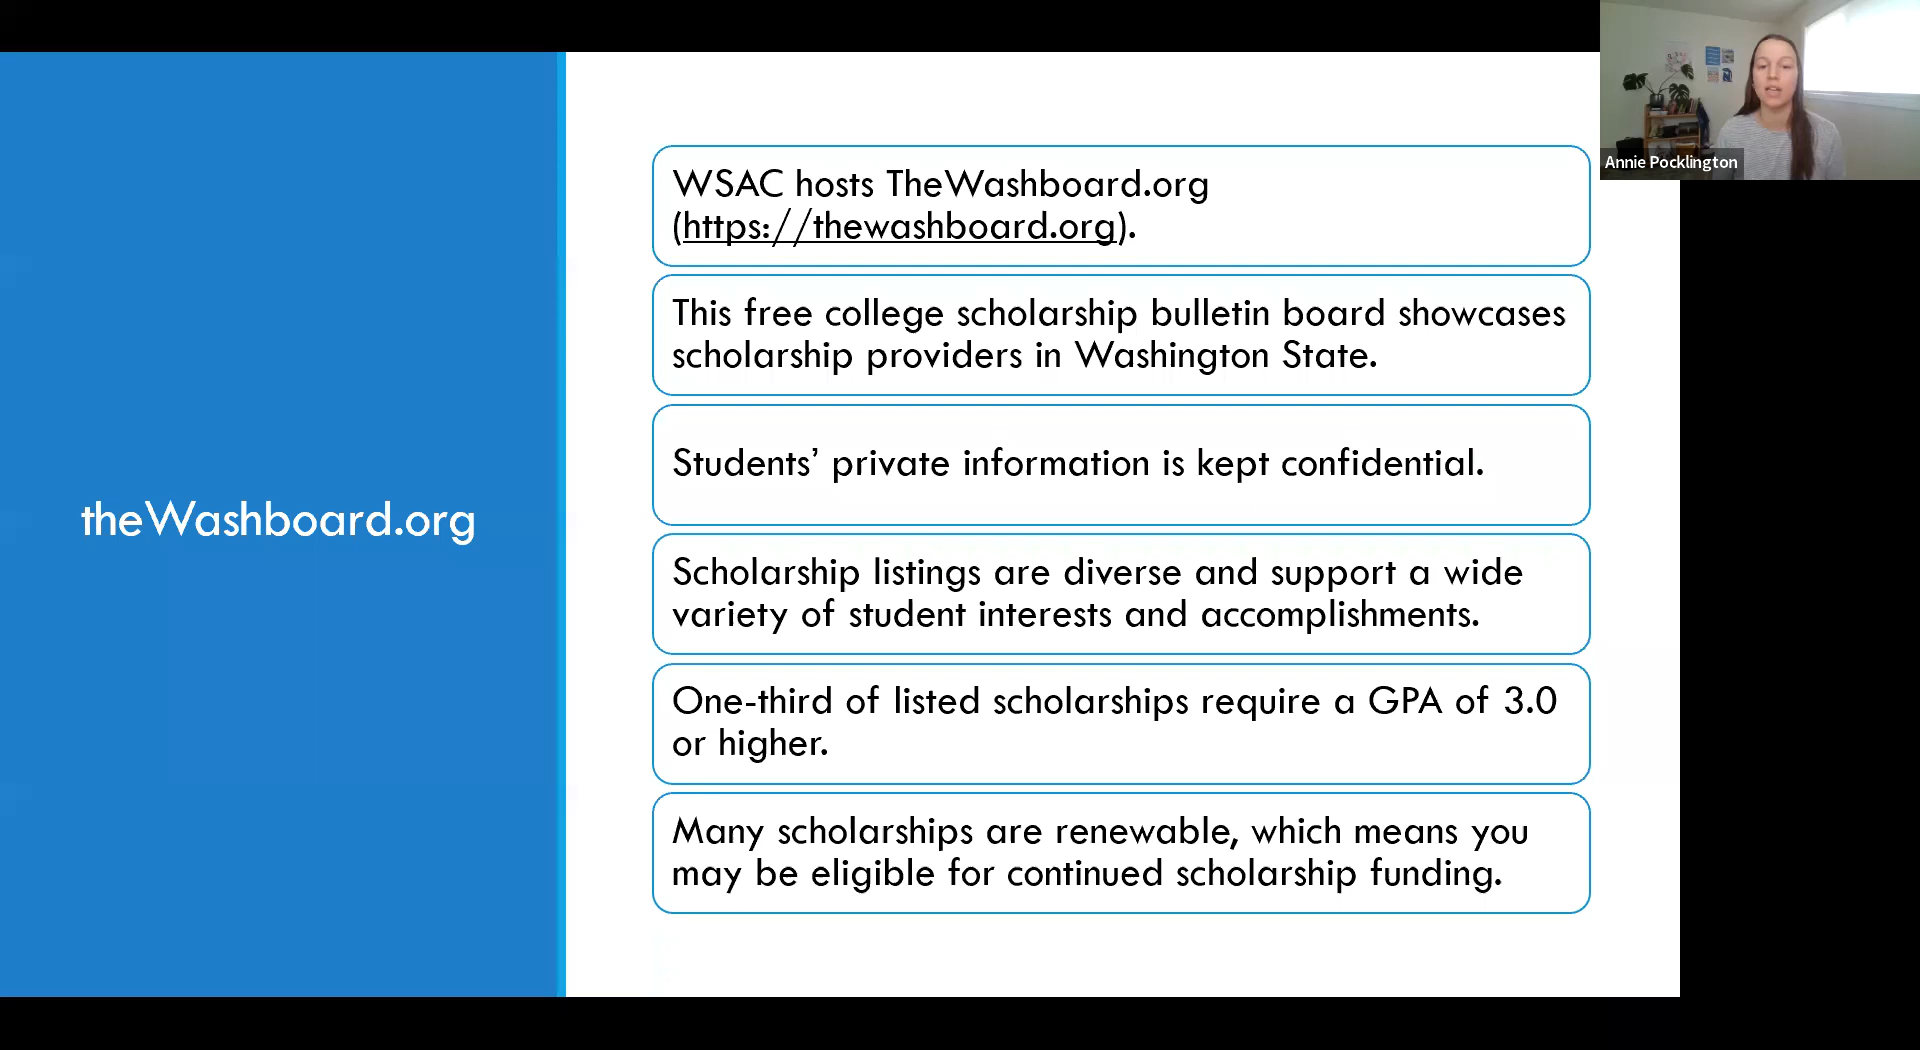 theWashboard.org
WSAC hosts TheWashboard.org
(https://thewashboard.org).
This free college scholarship bulletin board showcases
scholarship providers in Washington State.
Students’ private information is kept confidential.
Scholarship listings are diverse and support a wide
variety of student interests and accomplishments.
One-third of listed scholarships require a GPA of 3.0
or higher.
Many scholarships are renewable, which means you
may be eligible for continued scholarship funding.
Annie Pocklington